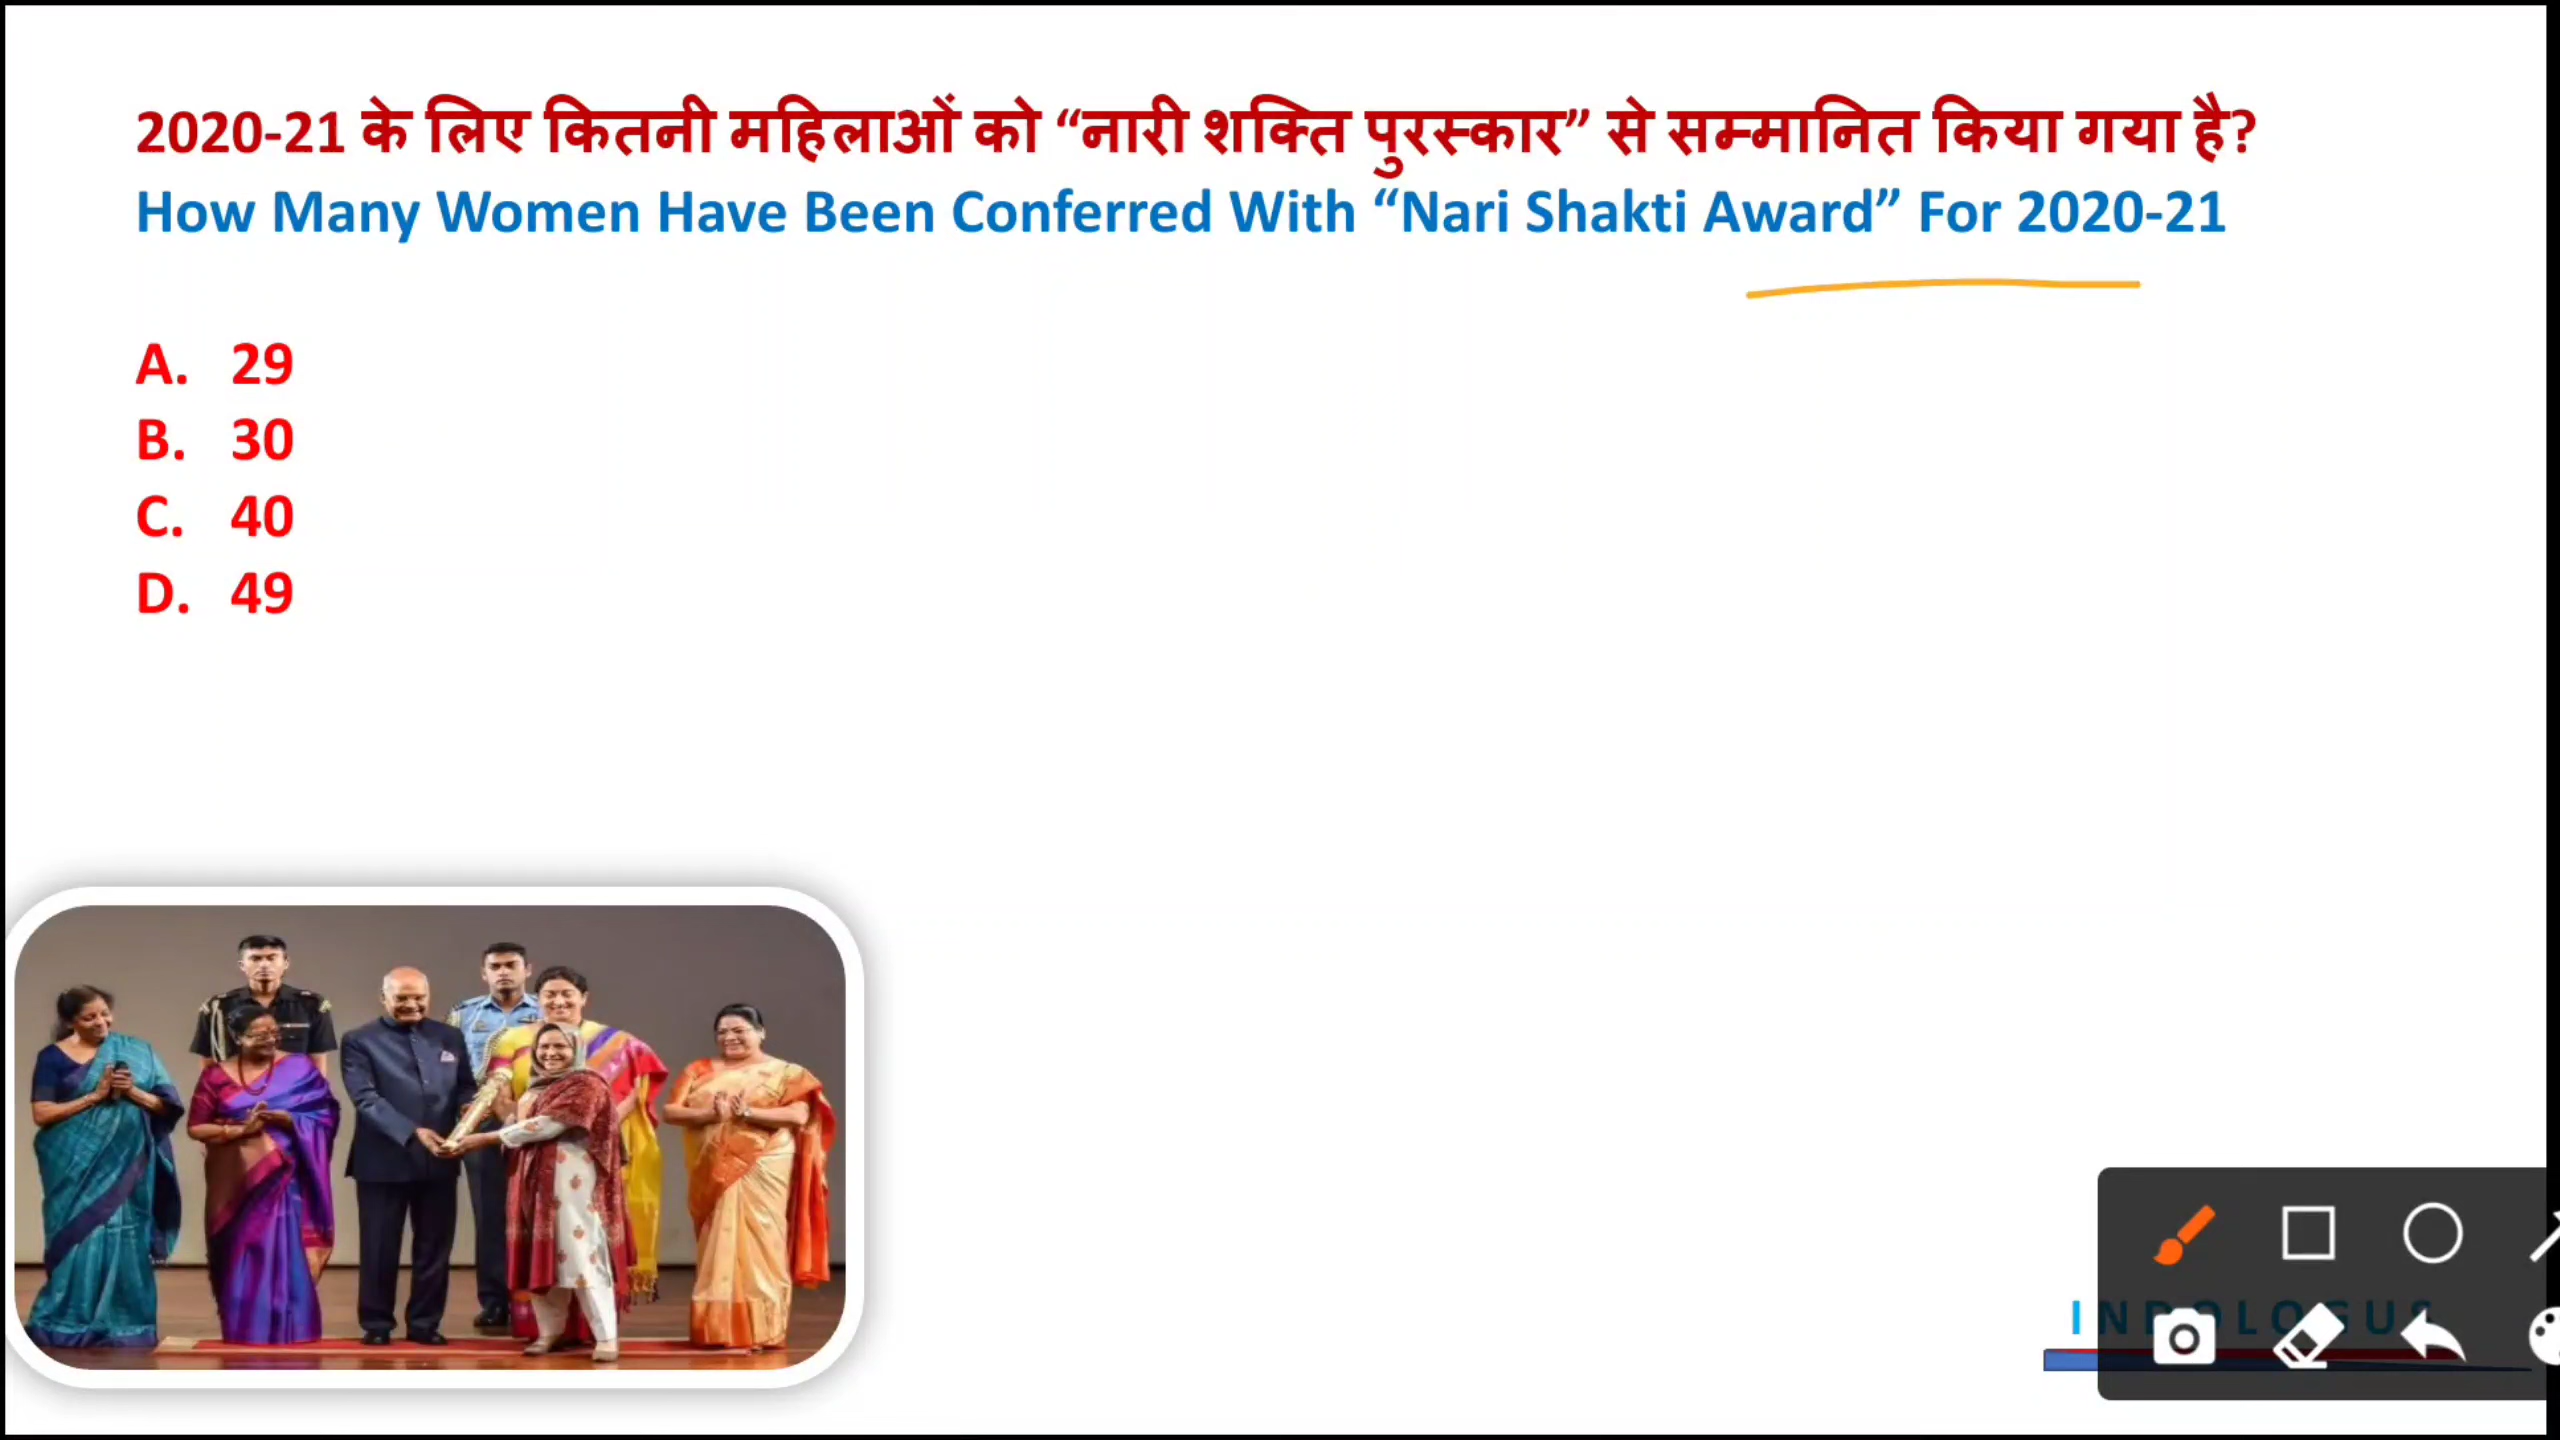 2020-21 के लिए कितनी महिलाओं को “नारी शक्ति पुरस्कार” से सम्मानित किया गया है?
How Many Women Have Been Conferred With “Nari Shakti Award” For 2020-21
A. 29
B. 30
C. 40
D. 49
INDOLOGUS